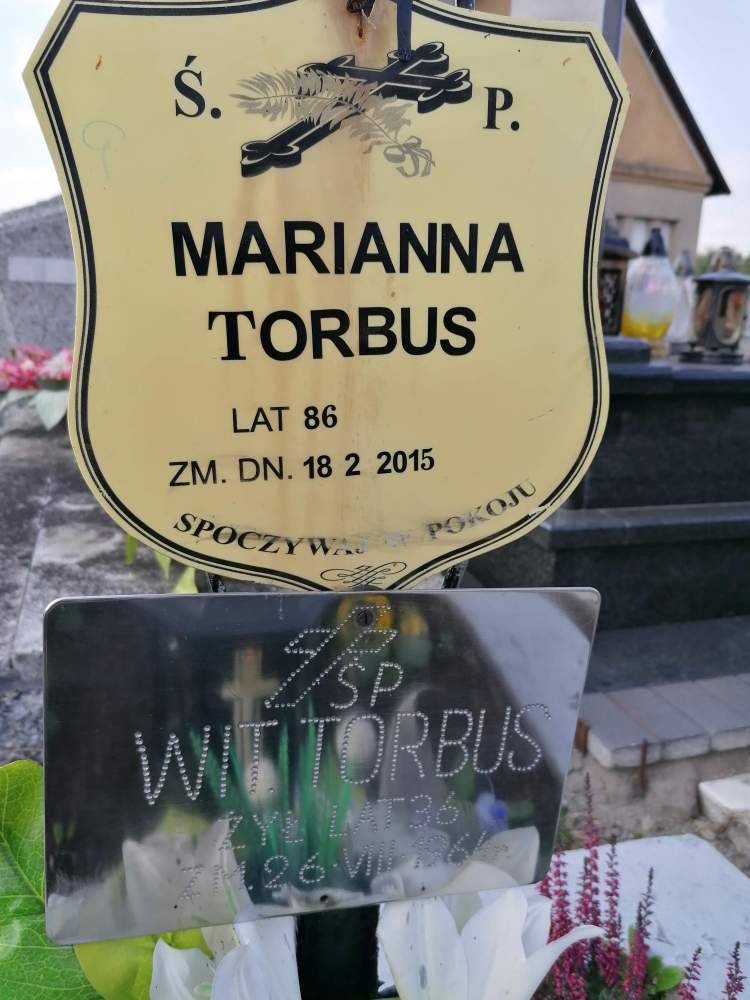 Ś. P.
MARIANNA
TORBUS
LAT 86
ZM. DN. 18 2 2015
SPOCZYWAJ W POKOJU
ŚP
WIT. TORBUS
ŻYŁ LAT 36
ZM. 26 VIII 1964